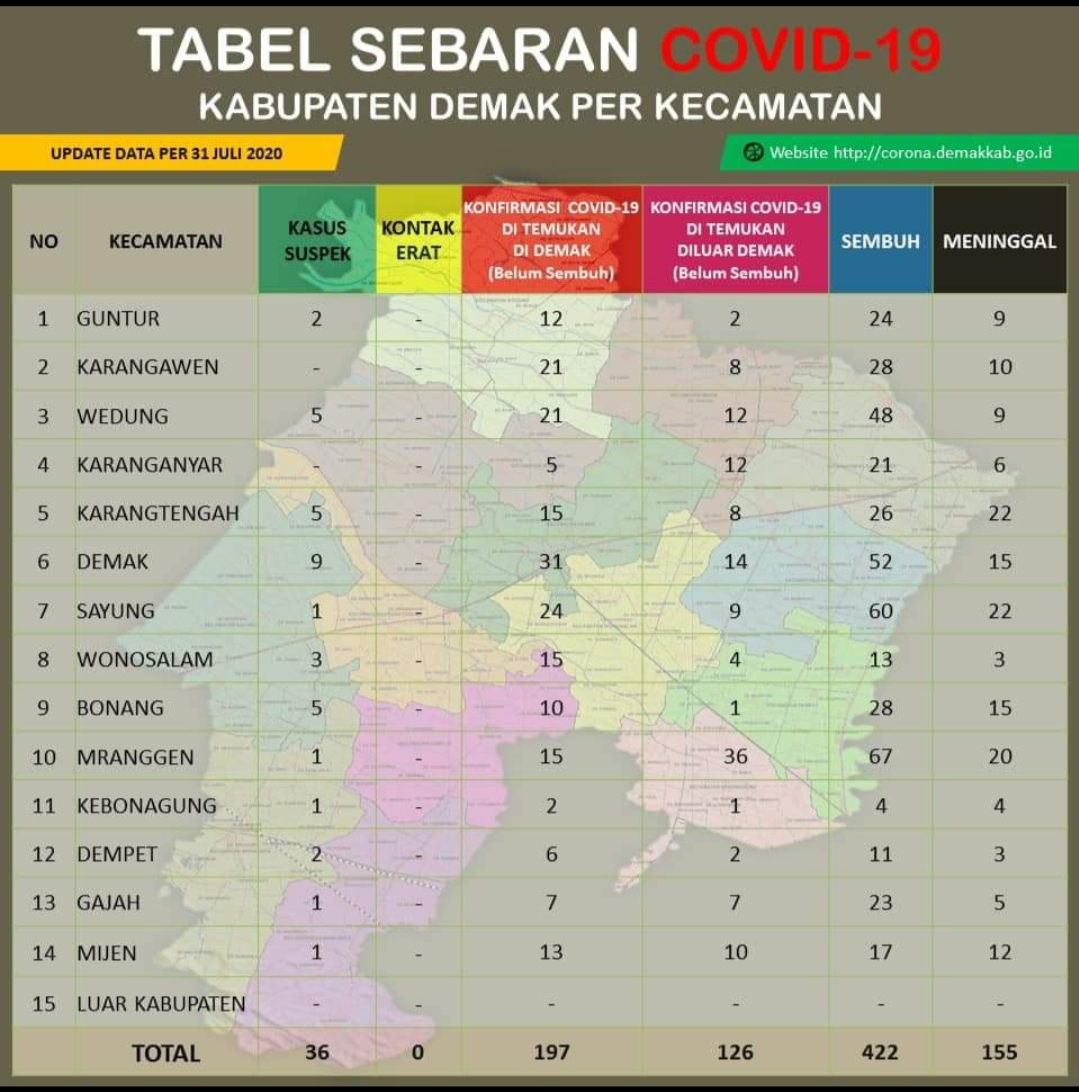 TABEL SEBARAN COVID-19
KABUPATEN DEMAK PER KECAMATAN
UPDATE DATA PER 31 JULI 2020
Website http://corona.demakkab.go.id
NO KECAMATAN KASUS SUSPEK KONTAK ERAT KONFIRMASI COVID-19 DI TEMUKAN DI DEMAK (Belum Sembuh) KONFIRMASI COVID-19 DI TEMUKAN DILUAR DEMAK (Belum Sembuh) SEMBUH MENINGGAL
1 GUNTUR 2 - 12 2 24 9
2 KARANGAWEN - - 21 8 28 10
3 WEDUNG 5 - 21 12 48 9
4 KARANGANYAR - - 5 12 21 6
5 KARANGTENGAH 5 - 15 8 26 22
6 DEMAK 9 - 31 14 52 15
7 SAYUNG 1 - 24 9 60 22
8 WONOSALAM 3 - 15 4 13 3
9 BONANG 5 - 10 1 28 15
10 MRANGGEN 1 - 15 36 67 20
11 KEBONAGUNG 1 - 2 1 4 4
12 DEMPET 2 - 6 2 11 3
13 GAJAH 1 - 7 7 23 5
14 MIJEN 1 - 13 10 17 12
15 LUAR KABUPATEN - - - - - -
TOTAL 36 0 197 126 422 155